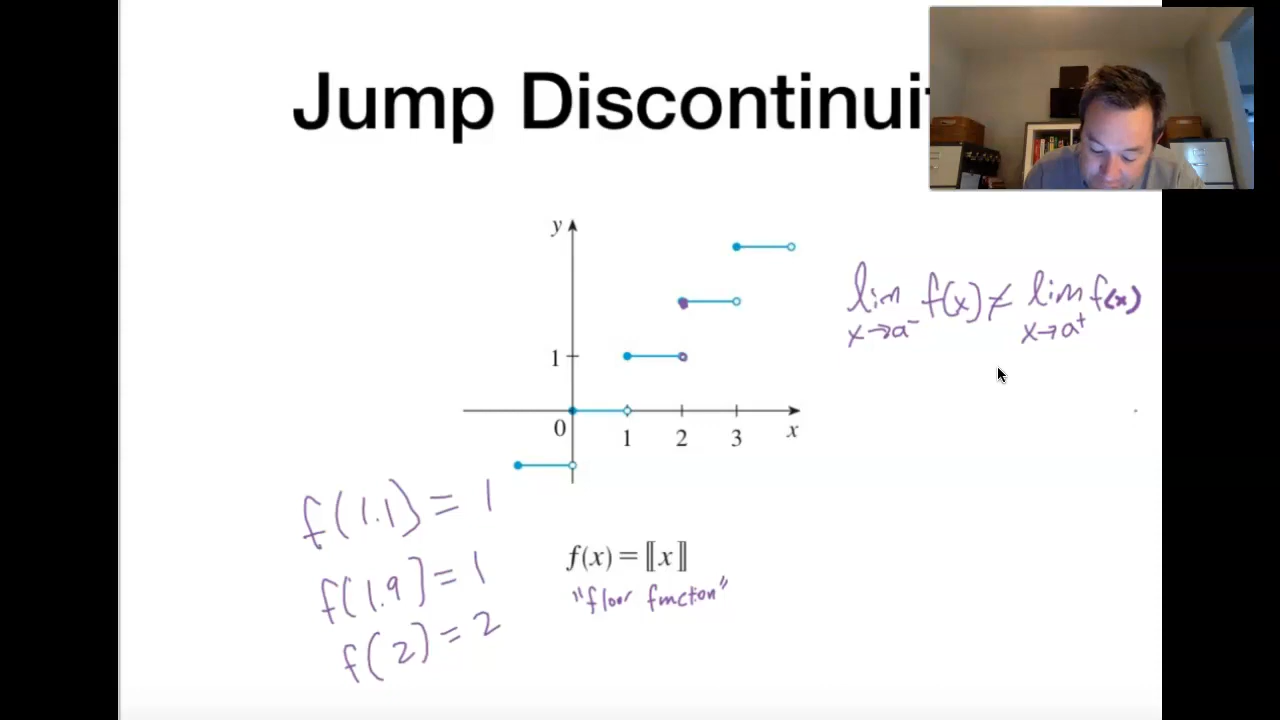 Jump Discontinui
y
lim f(x) ≠ lim f(x)
x→a⁻ x→a⁺
1
0 1 2 3 x
f(1.1) = 1
f(x) = ⟦x⟧
f(1.9) = 1
"floor function"
f(2) = 2